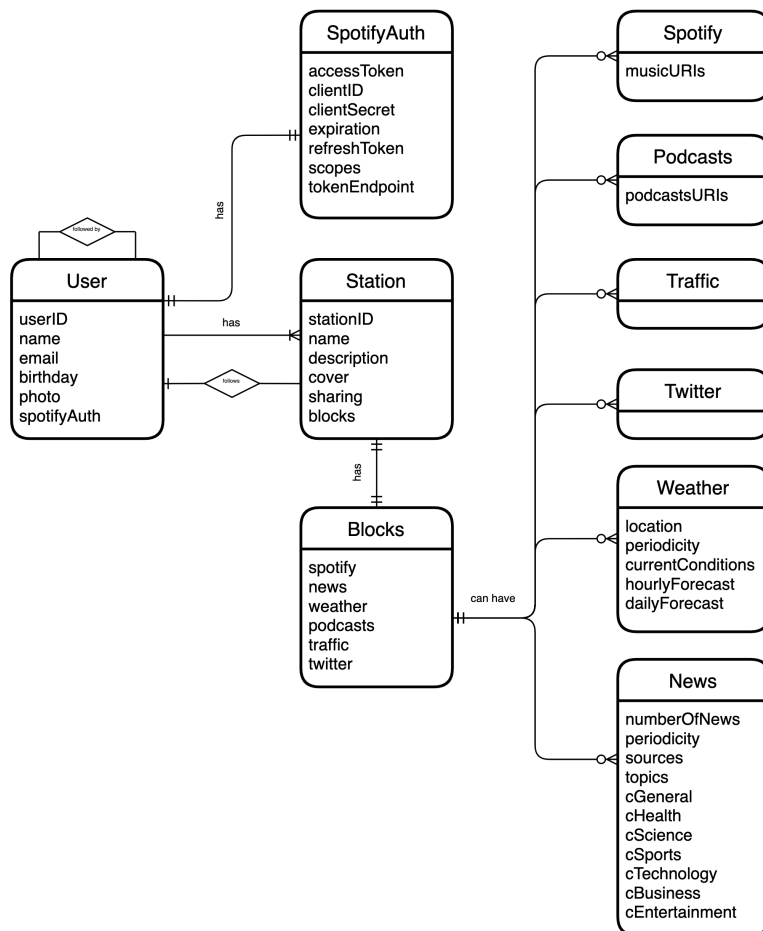 SpotifyAuth
accessToken
clientID
clientSecret
expiration
refreshToken
scopes
tokenEndpoint
has
followed by
User
userID
name
email
birthday
photo
spotifyAuth
has
follows
Station
stationID
name
description
cover
sharing
blocks
has
Blocks
spotify
news
weather
podcasts
traffic
twitter
can have
Spotify
musicURIs
Podcasts
podcastsURIs
Traffic
Twitter
Weather
location
periodicity
currentConditions
hourlyForecast
dailyForecast
News
numberOfNews
periodicity
sources
topics
cGeneral
cHealth
cScience
cSports
cTechnology
cBusiness
cEntertainment